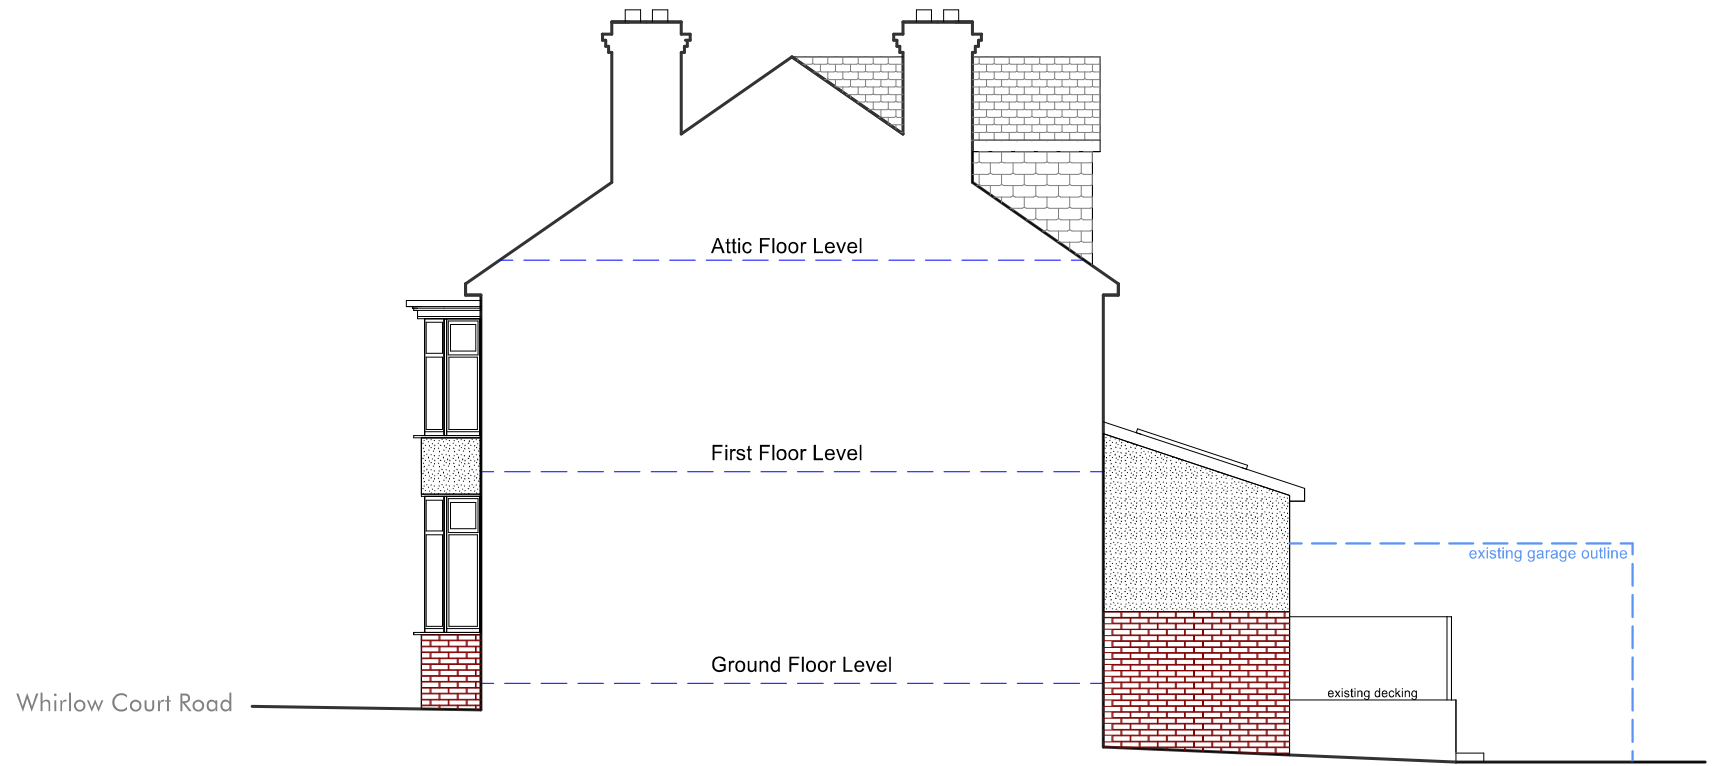 Attic Floor Level
First Floor Level
existing garage outline
Ground Floor Level
existing decking
Whirlow Court Road